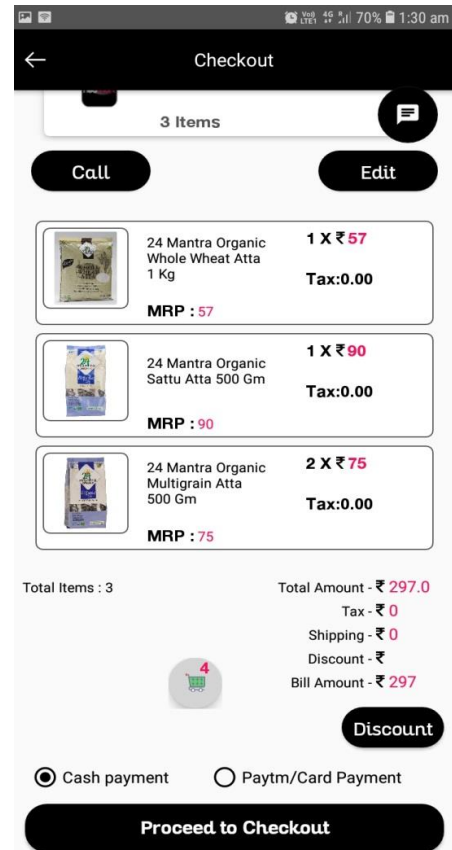 Vo)) LTE1 4G R 70% 1:30 am
Checkout
3 Items
Call Edit
24 Mantra Organic
Whole Wheat Atta
1 Kg
MRP : 57
1 X ₹ 57
Tax:0.00
24 Mantra Organic
Sattu Atta 500 Gm
MRP : 90
1 X ₹ 90
Tax:0.00
24 Mantra Organic
Multigrain Atta
500 Gm
MRP : 75
2 X ₹ 75
Tax:0.00
Total Items : 3
Total Amount - ₹ 297.0
Tax - ₹ 0
Shipping - ₹ 0
Discount - ₹
Bill Amount - ₹ 297
4
Discount
Cash payment Paytm/Card Payment
Proceed to Checkout